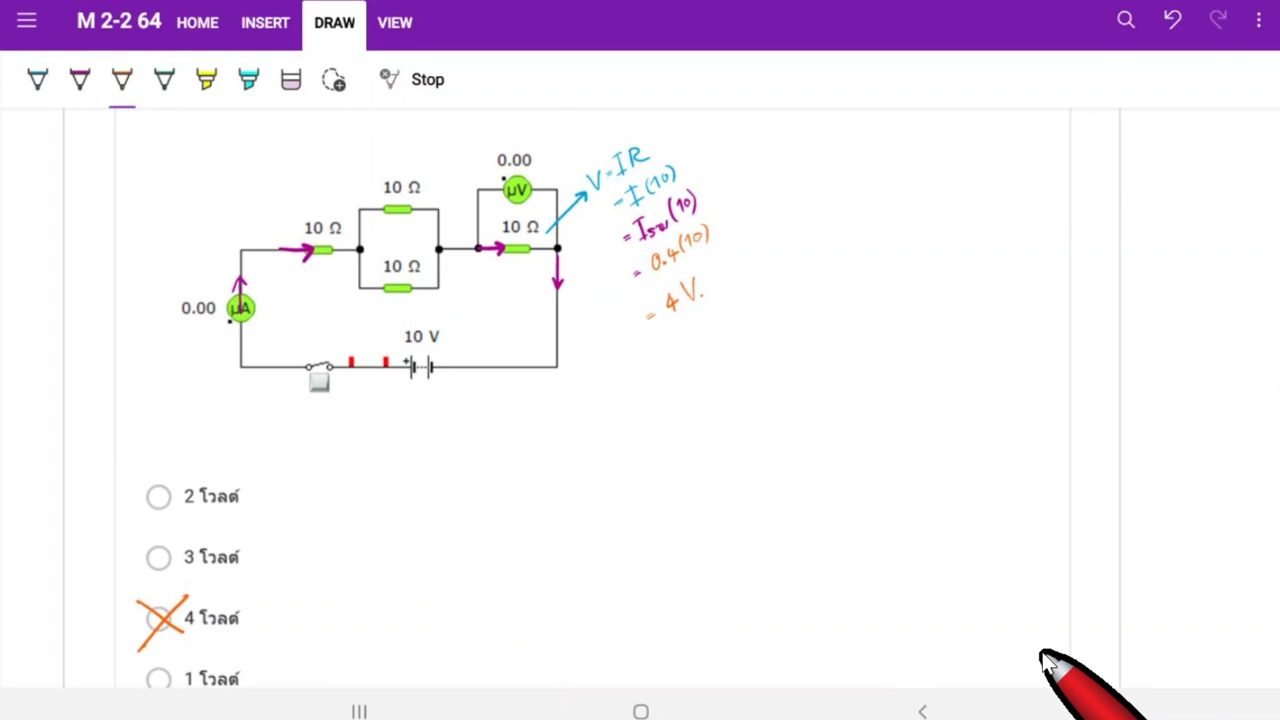 M 2-2 64 HOME INSERT DRAW VIEW
Stop
0.00
10 Ω
μV
10 Ω
10 Ω
10 Ω
0.00 μA
10 V
+
V=IR
=I(10)
=Iรวม(10)
= 0.4(10)
= 4 V.
2 โวลต์
3 โวลต์
4 โวลต์
1 โวลต์